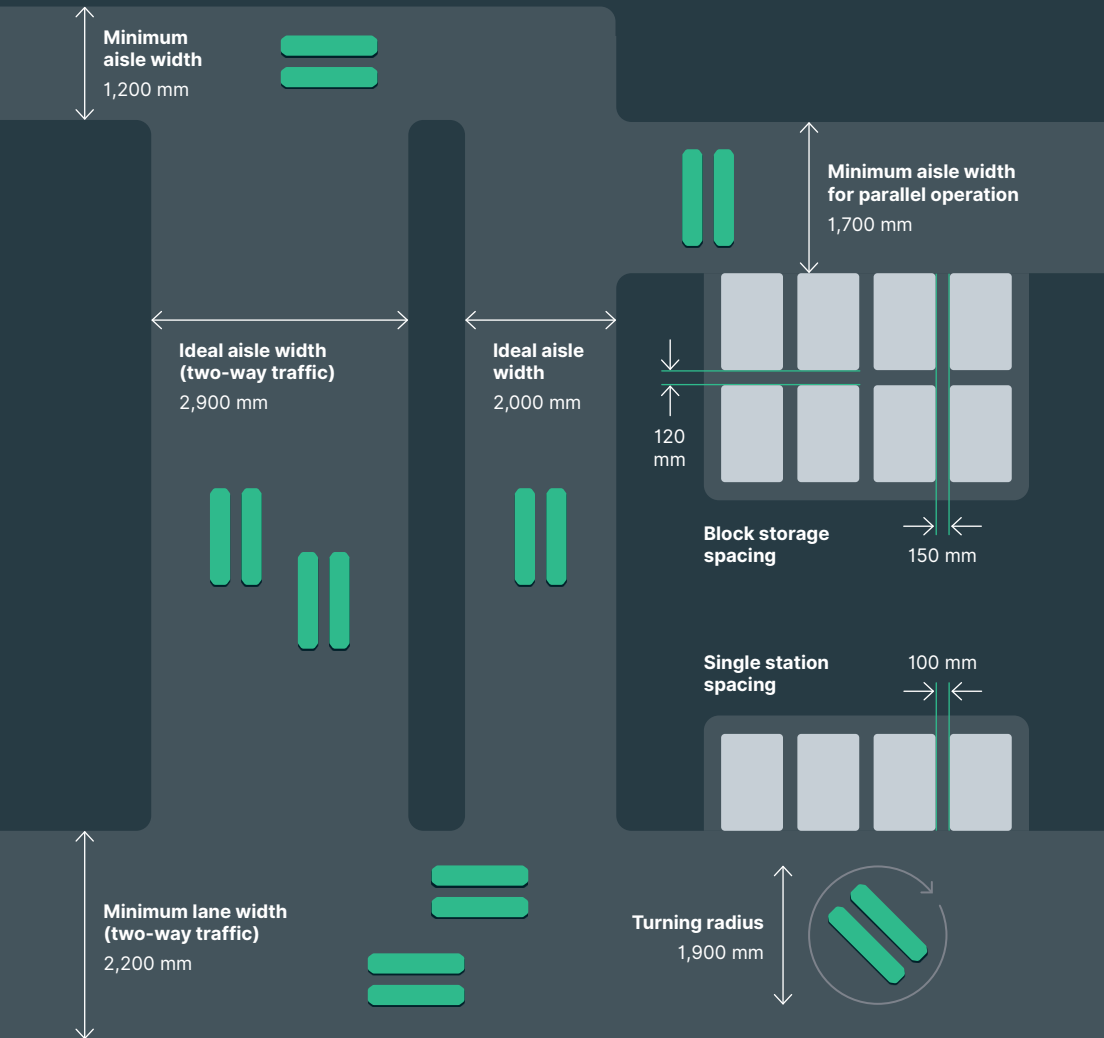 Minimum
aisle width
1,200 mm
Minimum aisle width
for parallel operation
1,700 mm
Ideal aisle width
(two-way traffic)
2,900 mm
Ideal aisle
width
2,000 mm
120
mm
Block storage
spacing
150 mm
Single station
spacing
100 mm
Minimum lane width
(two-way traffic)
2,200 mm
Turning radius
1,900 mm